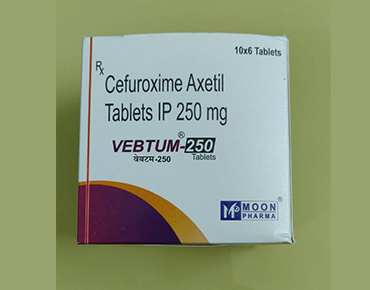 10x6 Tablets
Rx
Cefuroxime Axetil
Tablets IP 250 mg
VEBTUM®-250
Tablets
वेबटम-250
MOON®
PHARMA